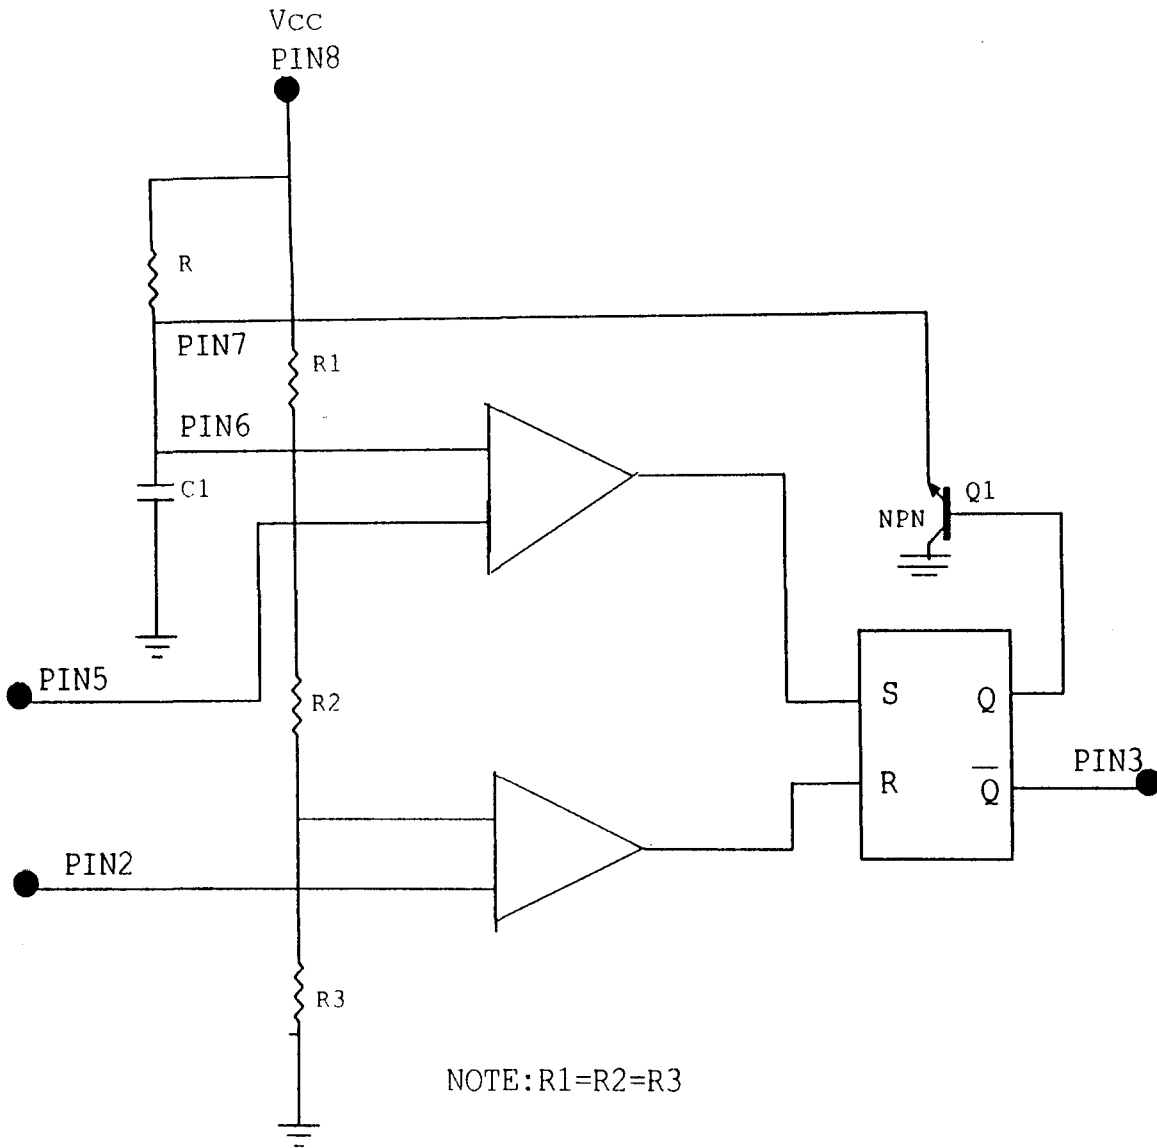 Vcc
PIN8
R
PIN7
R1
PIN6
C1
Q1
NPN
PIN5
R2
S
Q
R
Q̅
PIN3
PIN2
R3
NOTE:R1=R2=R3